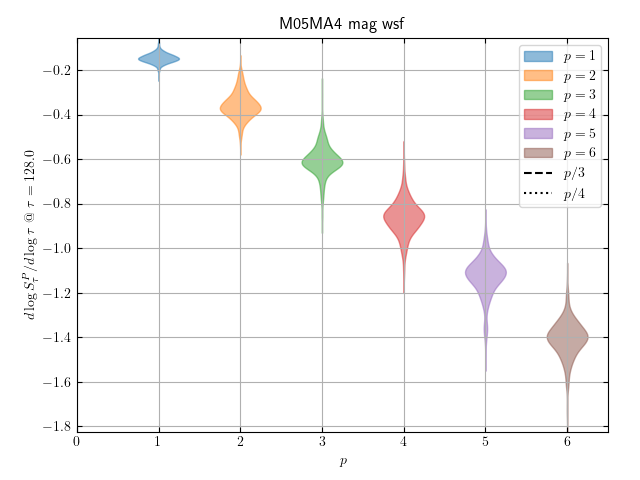 M05MA4 mag wsf
d log S_τ^P / d log τ @ τ = 128.0
−0.2
−0.4
−0.6
−0.8
−1.0
−1.2
−1.4
−1.6
−1.8
0 1 2 3 4 5 6
p
p = 1
p = 2
p = 3
p = 4
p = 5
p = 6
p/3
p/4